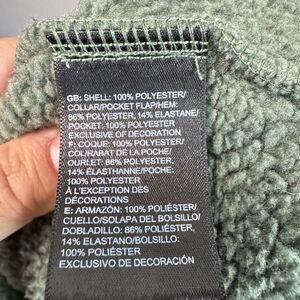 GB: SHELL: 100% POLYESTER/
COLLAR/POCKET FLAP/HEM:
86% POLYESTER, 14% ELASTANE/
POCKET: 100% POLYESTER
EXCLUSIVE OF DECORATION
F: COQUE: 100% POLYESTER/
COL/RABAT DE LA POCHE/
OURLET: 86% POLYESTER,
14% ÉLASTHANNE/POCHE:
100% POLYESTER
À L'EXCEPTION DES
DÉCORATIONS
E: ARMAZÓN: 100% POLIÉSTER/
CUELLO/SOLAPA DEL BOLSILLO/
DOBLADILLO: 86% POLIÉSTER,
14% ELASTANO/BOLSILLO:
100% POLIÉSTER
EXCLUSIVO DE DECORACIÓN